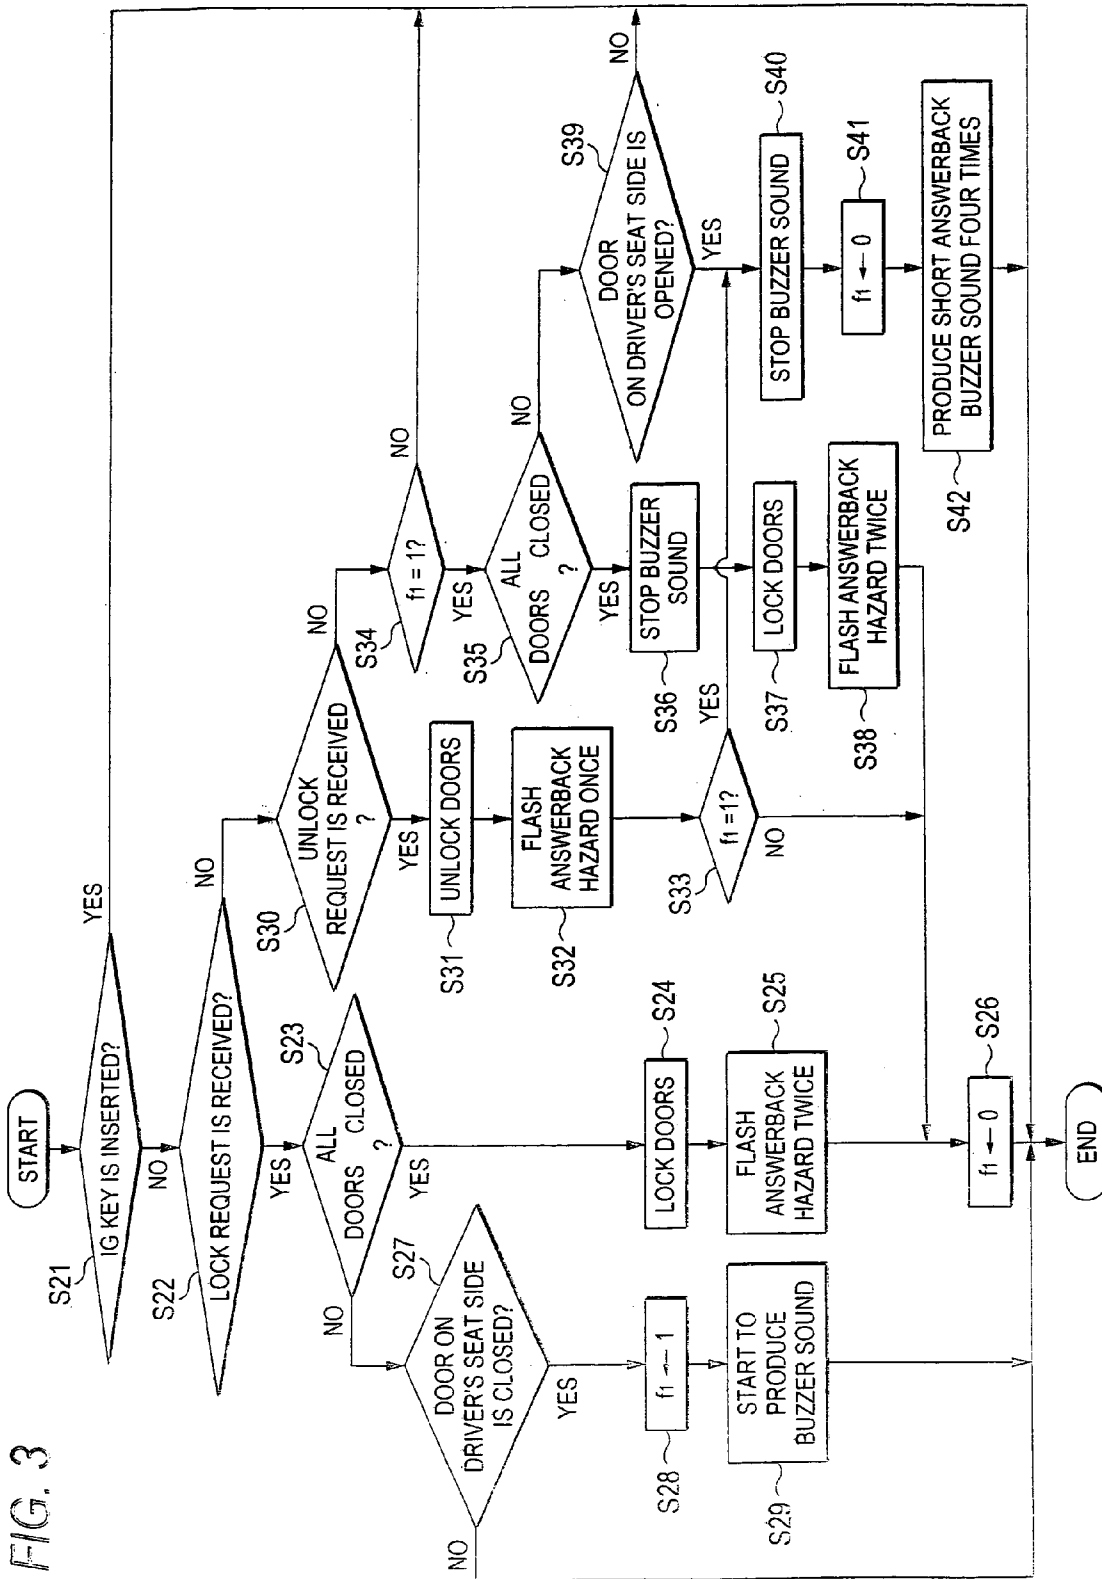 FIG. 3
START
S21
IG KEY IS INSERTED?
YES
NO
S22
LOCK REQUEST IS RECEIVED?
NO
YES
S23
ALL
DOORS CLOSED
?
NO
YES
S27
DOOR ON
DRIVER'S SEAT SIDE
IS CLOSED?
NO
YES
S28
f1 ← 1
S29
START TO
PRODUCE
BUZZER SOUND
S24
LOCK DOORS
S25
FLASH
ANSWERBACK
HAZARD TWICE
S26
f1 ← 0
END
S30
UNLOCK
REQUEST IS RECEIVED
?
NO
YES
S31
UNLOCK DOORS
S32
FLASH
ANSWERBACK
HAZARD ONCE
S33
f1 = 1?
YES
NO
S34
f1 = 1?
NO
YES
S35
ALL
DOORS CLOSED
?
NO
YES
S36
STOP BUZZER
SOUND
S37
LOCK DOORS
S38
FLASH ANSWERBACK
HAZARD TWICE
S39
DOOR
ON DRIVER'S SEAT SIDE IS
OPENED?
NO
YES
S40
STOP BUZZER SOUND
S41
f1 ← 0
S42
PRODUCE SHORT ANSWERBACK
BUZZER SOUND FOUR TIMES